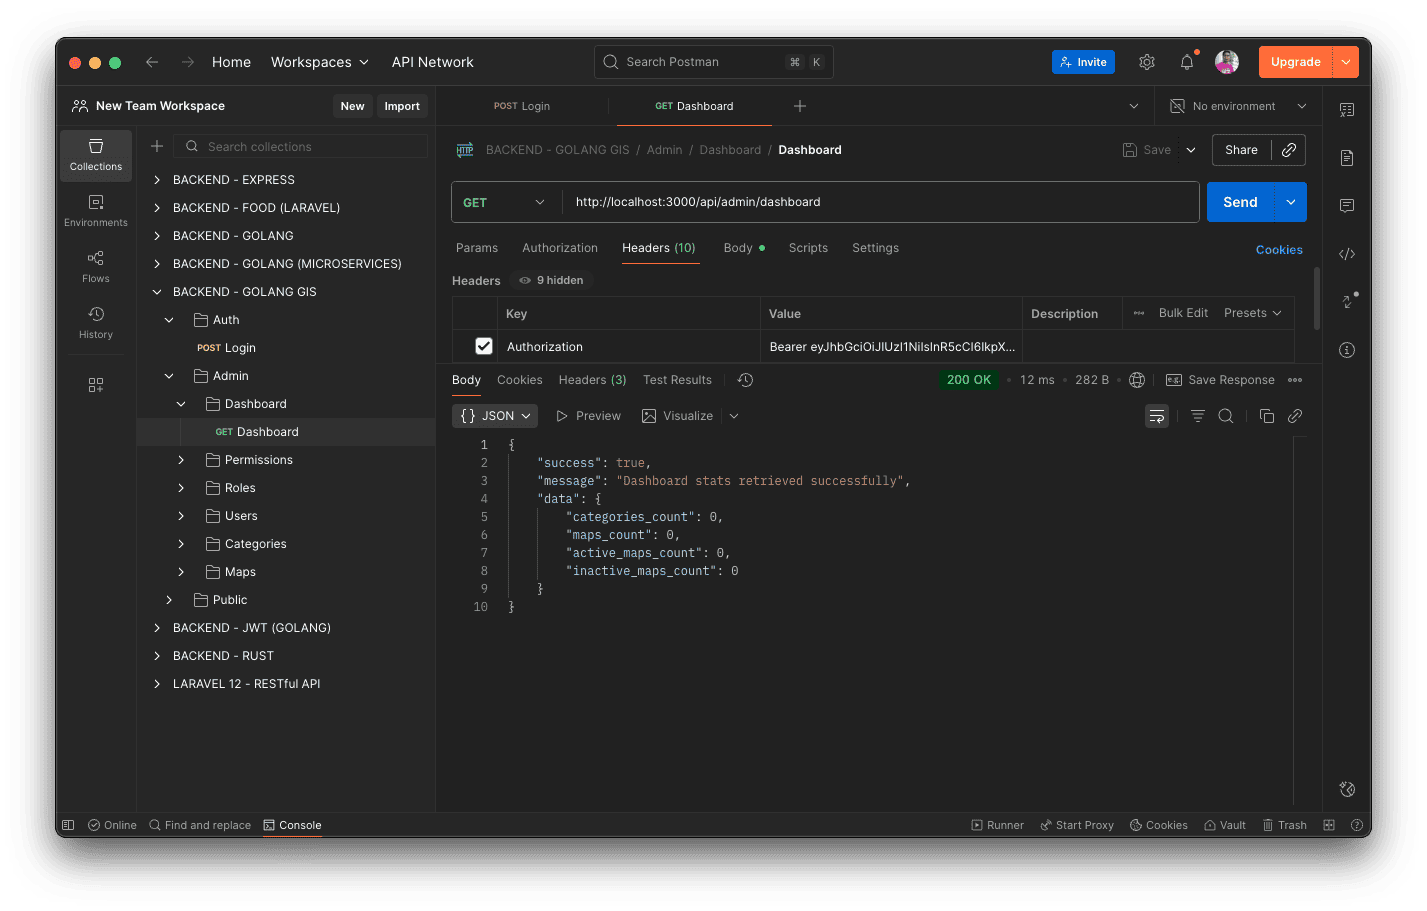 Home Workspaces API Network Search Postman ⌘ K Invite Upgrade
New Team Workspace New Import
POST Login GET Dashboard No environment
Collections
Environments
Flows
History
Search collections
BACKEND - EXPRESS
BACKEND - FOOD (LARAVEL)
BACKEND - GOLANG
BACKEND - GOLANG (MICROSERVICES)
BACKEND - GOLANG GIS
Auth
POST Login
Admin
Dashboard
GET Dashboard
Permissions
Roles
Users
Categories
Maps
Public
BACKEND - JWT (GOLANG)
BACKEND - RUST
LARAVEL 12 - RESTful API
HTTP BACKEND - GOLANG GIS / Admin / Dashboard / Dashboard Save Share
GET http://localhost:3000/api/admin/dashboard Send
Params Authorization Headers (10) Body Scripts Settings Cookies
Headers 9 hidden
Key Value Description Bulk Edit Presets
Authorization Bearer eyJhbGciOiJIUzI1NiIsInR5cCI6IkpX...
Body Cookies Headers (3) Test Results 200 OK • 12 ms • 282 B e.g. Save Response
{} JSON Preview Visualize
1 {
2 "success": true,
3 "message": "Dashboard stats retrieved successfully",
4 "data": {
5 "categories_count": 0,
6 "maps_count": 0,
7 "active_maps_count": 0,
8 "inactive_maps_count": 0
9 }
10 }
Online Find and replace Console Runner Start Proxy Cookies Vault Trash